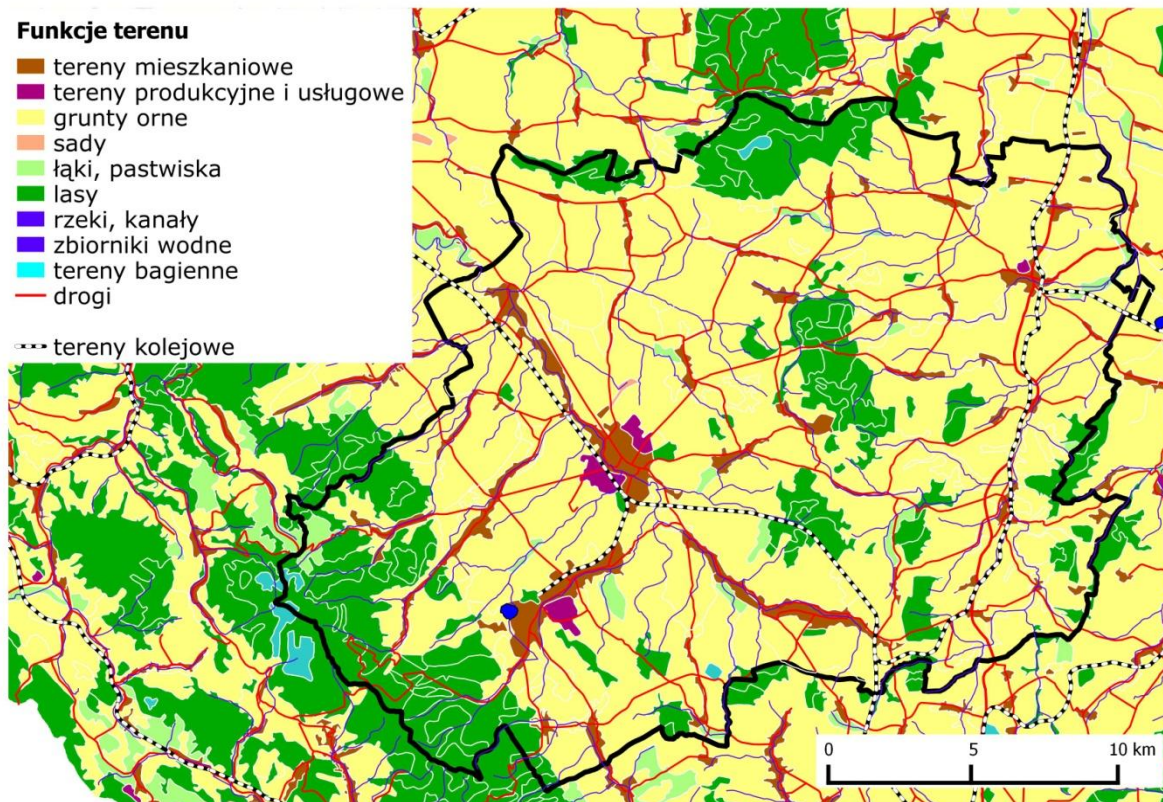 Funkcje terenu
tereny mieszkaniowe
tereny produkcyjne i usługowe
grunty orne
sady
łąki, pastwiska
lasy
rzeki, kanały
zbiorniki wodne
tereny bagienne
drogi
tereny kolejowe
0 5 10 km